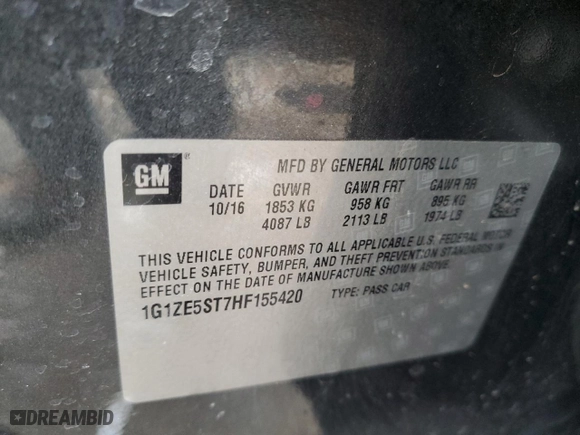 GM
®
MFD BY GENERAL MOTORS LLC
DATE GVWR GAWR FRT GAWR RR
10/16 1853 KG 958 KG 895 KG
4087 LB 2113 LB 1974 LB
THIS VEHICLE CONFORMS TO ALL APPLICABLE U.S. FEDERAL MOTOR
VEHICLE SAFETY, BUMPER, AND THEFT PREVENTION STANDARDS IN
EFFECT ON THE DATE OF MANUFACTURE SHOWN ABOVE.
1G1ZE5ST7HF155420 TYPE: PASS CAR
DREAMBID